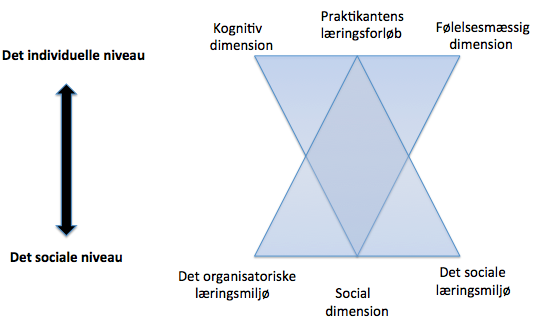 Kognitiv
dimension
Praktikantens
læringsforløb
Følelsesmæssig
dimension
Det individuelle niveau
Det sociale niveau
Det organisatoriske
læringsmiljø
Social
dimension
Det sociale
læringsmiljø